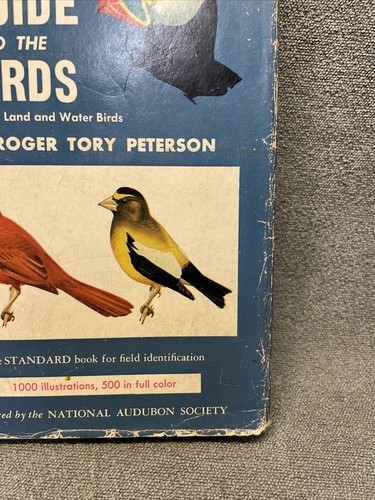 UIDE
O THE
RDS
Land and Water Birds
ROGER TORY PETERSON
e STANDARD book for field identification
1000 illustrations, 500 in full color
red by the NATIONAL AUDUBON SOCIETY